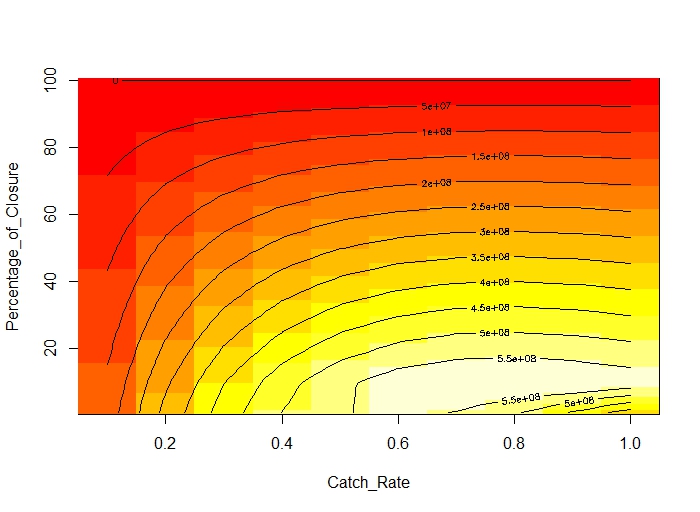 100
80
60
40
20
Percentage_of_Closure
0
5e+07
1e+08
1.5e+08
2e+08
2.5e+08
3e+08
3.5e+08
4e+08
4.5e+08
5e+08
5.5e+08
5.5e+08
5e+08
0.2
0.4
0.6
0.8
1.0
Catch_Rate